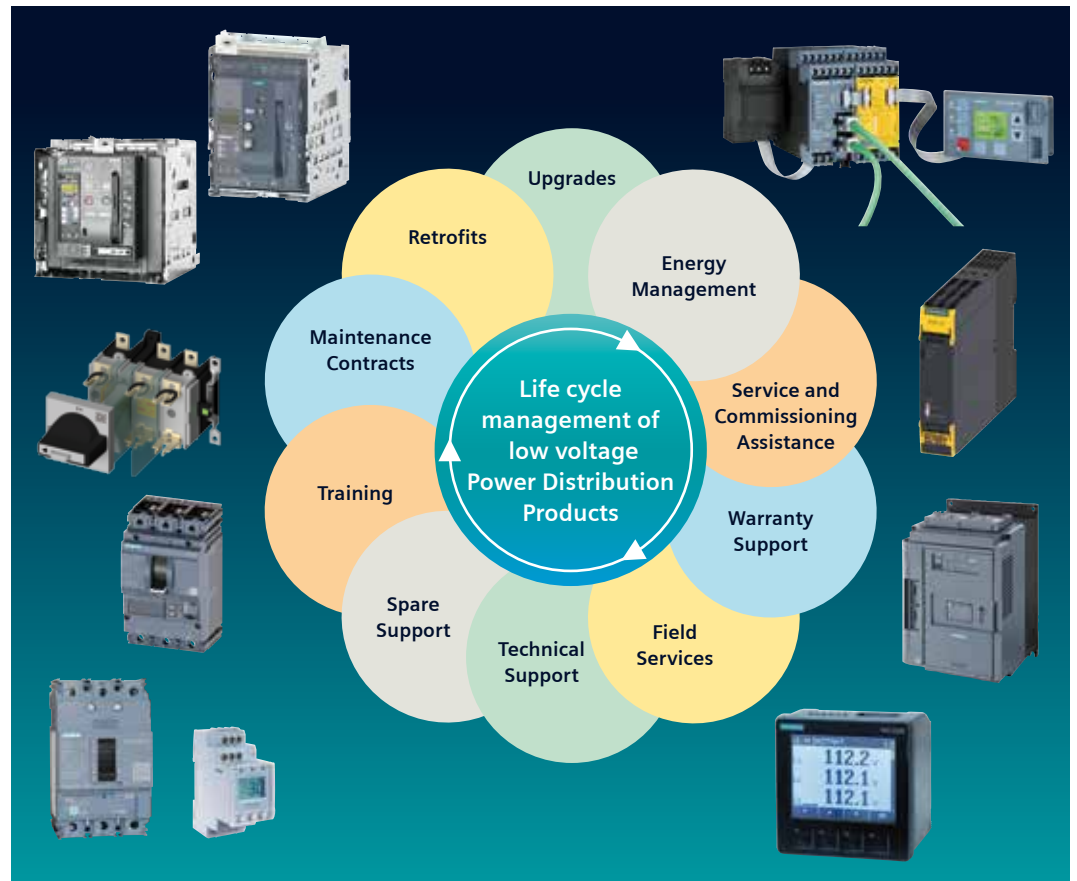 Upgrades
Energy
Management
Service and
Commissioning
Assistance
Warranty
Support
Field
Services
Technical
Support
Spare
Support
Training
Maintenance
Contracts
Retrofits
Life cycle
management of
low voltage
Power Distribution
Products
112.2
112.1
112.1